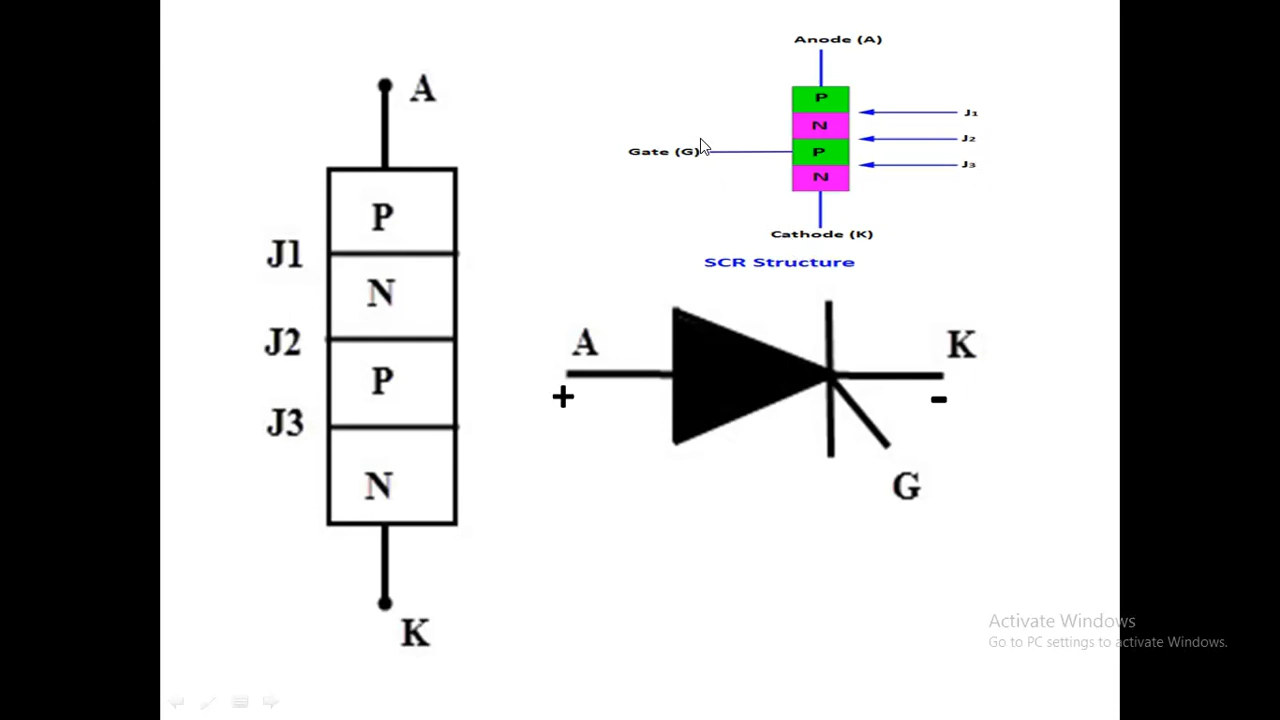 A
P
J1
N
J2
P
J3
N
K
Anode (A)
P
J₁
N
J₂
Gate (G)
P
J₃
N
Cathode (K)
SCR Structure
A
K
+
-
G
Activate Windows
Go to PC settings to activate Windows.